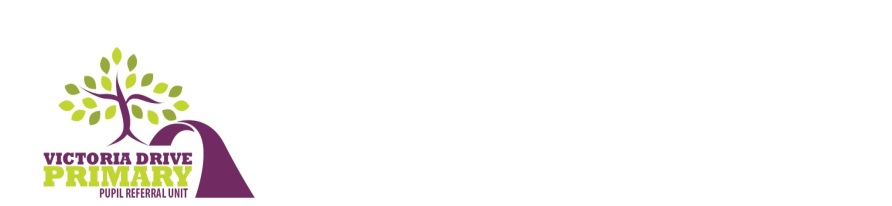 VICTORIA DRIVE
PRIMARY
PUPIL REFERRAL UNIT